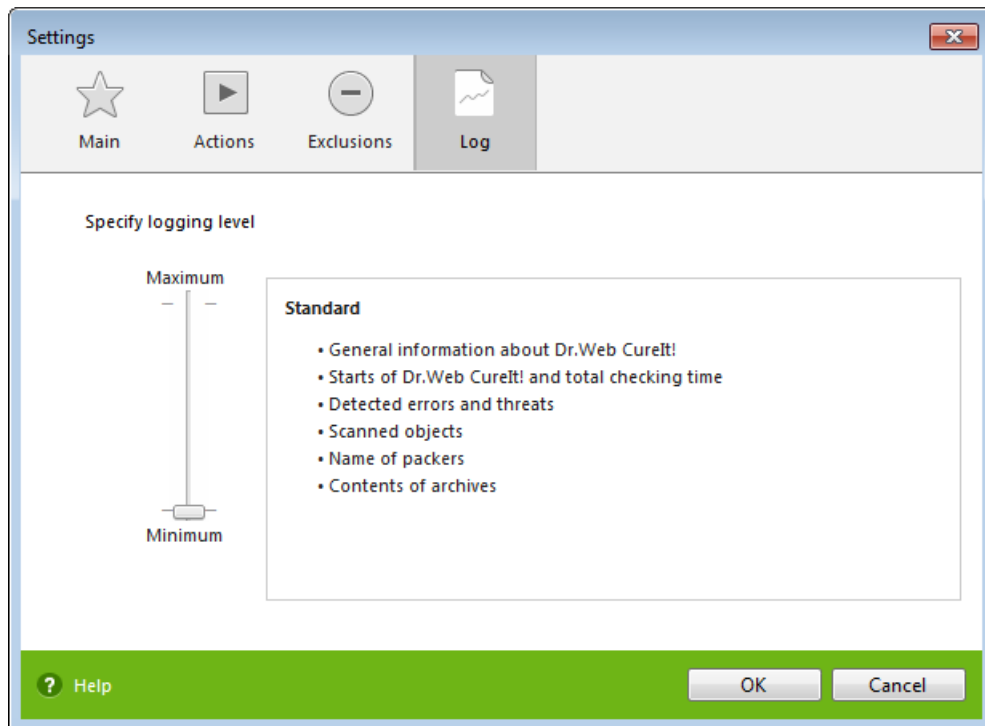 Settings
Main
Actions
Exclusions
Log
Specify logging level
Maximum
Minimum
Standard
• General information about Dr.Web CureIt!
• Starts of Dr.Web CureIt! and total checking time
• Detected errors and threats
• Scanned objects
• Name of packers
• Contents of archives
? Help
OK
Cancel